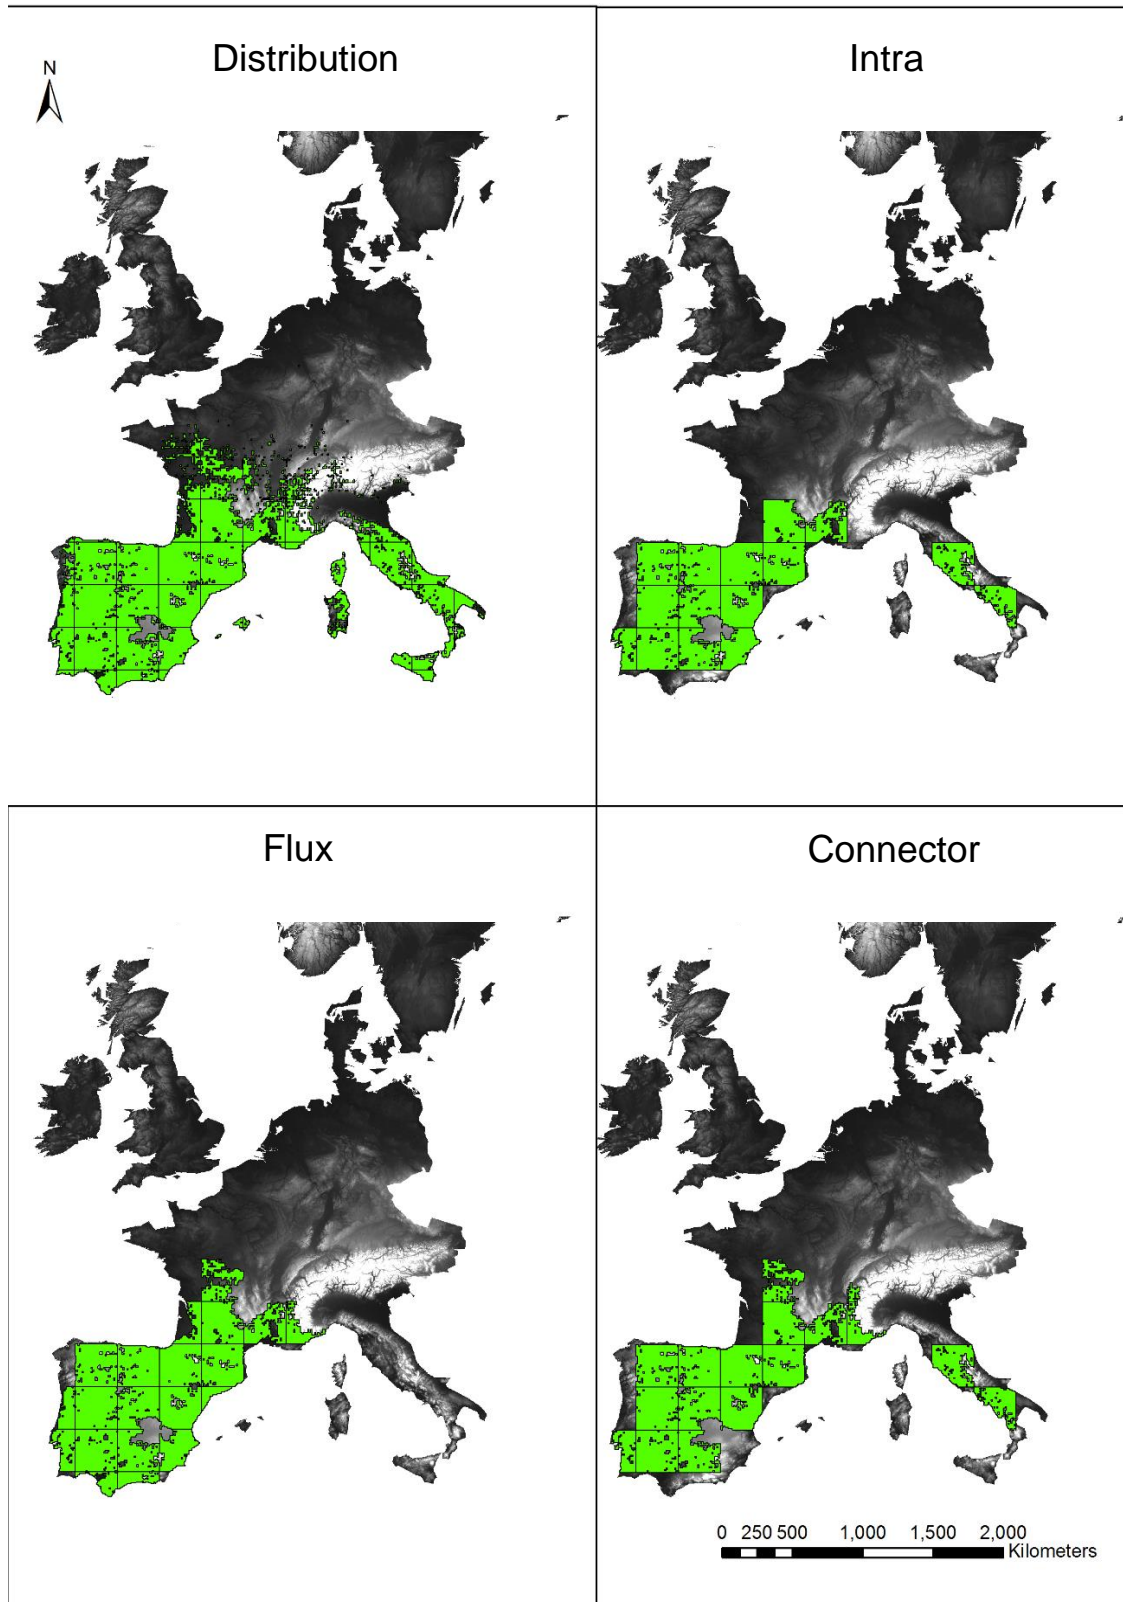 Distribution
Intra
N
Flux
Connector
0 250 500 1,000 1,500 2,000
Kilometers